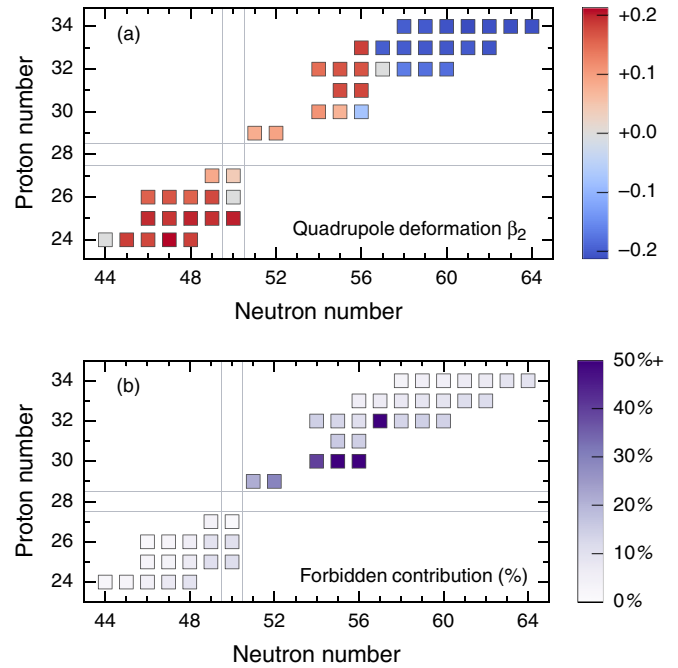 (a)
Proton number
34
32
30
28
26
24
Quadrupole deformation β2
44 48 52 56 60 64
Neutron number
+0.2
+0.1
+0.0
−0.1
−0.2
(b)
Proton number
34
32
30
28
26
24
Forbidden contribution (%)
44 48 52 56 60 64
Neutron number
50%+
40%
30%
20%
10%
0%